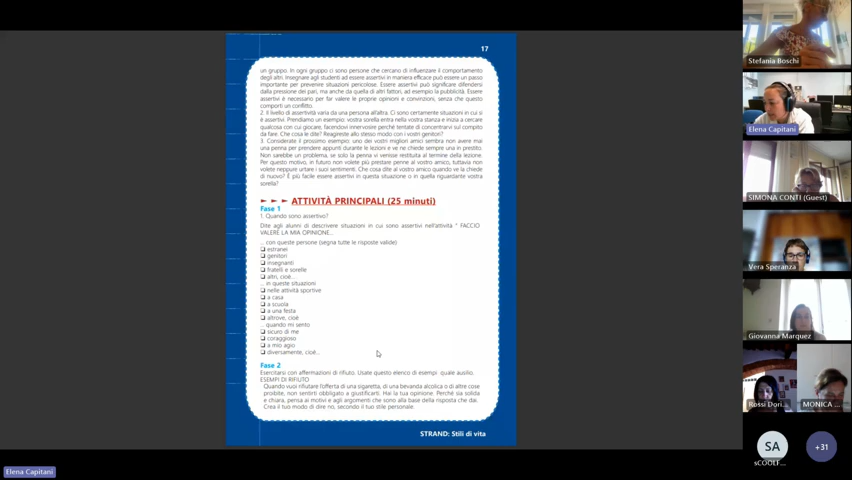 17
un gruppo. In ogni gruppo ci sono persone che cercano di influenzare il comportamento
degli altri. Insegnare agli studenti ad essere assertivi in maniera efficace può essere un passo
importante per prevenire situazioni pericolose. Essere assertivi può significare difendersi
dalla pressione dei pari, ma anche da quella di altri fattori, ad esempio la pubblicità. Essere
assertivi è necessario per far valere le proprie opinioni e convinzioni, senza che questo
comporti un conflitto.
2. Il livello di assertività varia da una persona all'altra. Ci sono certamente situazioni in cui si
è assertivi. Prendiamo un esempio: vostra sorella entra nella vostra stanza e inizia a cercare
qualcosa con cui giocare, facendovi innervosire perché tentate di concentrarvi sul compito
da fare. Che cosa le dite? Reagireste allo stesso modo con i vostri genitori?
3. Considerate il prossimo esempio: uno dei vostri migliori amici sembra non avere mai
una penna per prendere appunti durante le lezioni e ve ne chiede sempre una in prestito.
Non sarebbe un problema, se solo la penna vi venisse restituita al termine della lezione.
Per questo motivo, in futuro non volete più prestare penne al vostro amico, tuttavia non
volete neppure urtare i suoi sentimenti. Che cosa dite al vostro amico quando ve la chiede
di nuovo? È più facile essere assertivi in questa situazione o in quella riguardante vostra
sorella?
ATTIVITÀ PRINCIPALI (25 minuti)
Fase 1
1. Quando sono assertivo?
Dite agli alunni di descrivere situazioni in cui sono assertivi nell'attività " FACCIO
VALERE LA MIA OPINIONE...
... con queste persone (segna tutte le risposte valide)
❑ estranei
❑ genitori
❑ insegnanti
❑ fratelli e sorelle
❑ altri, cioè...
... in queste situazioni
❑ nelle attività sportive
❑ a casa
❑ a scuola
❑ a una festa
❑ altrove, cioè
... quando mi sento
❑ sicuro di me
❑ coraggioso
❑ a mio agio
❑ diversamente, cioè...
Fase 2
Esercitarsi con affermazioni di rifiuto. Usate questo elenco di esempi quale ausilio.
ESEMPI DI RIFIUTO
Quando vuoi rifiutare l'offerta di una sigaretta, di una bevanda alcolica o di altre cose
proibite, non sentirti obbligato a giustificarti. Hai la tua opinione. Perché sia solida
e chiara, pensa ai motivi e agli argomenti che sono alla base della risposta che dai.
Crea il tuo modo di dire no, secondo il tuo stile personale.
STRAND: Stili di vita
Stefania Boschi
Elena Capitani
SIMONA CONTI (Guest)
Vera Speranza
Giovanna Marquez
Rossi Dori...
MONICA ...
SA
+31
sCOOLF...
Elena Capitani